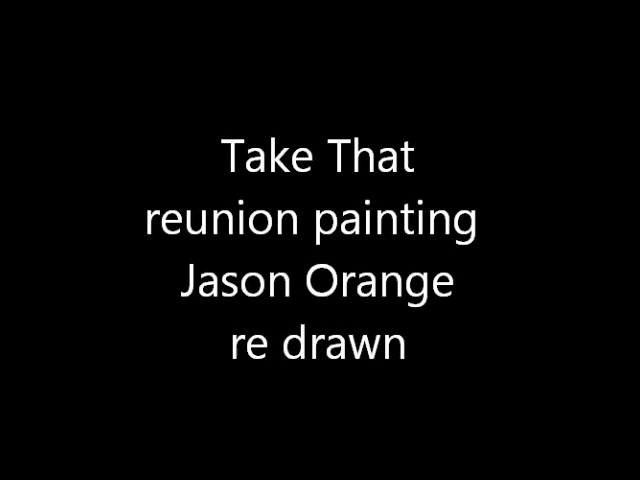 Take That
reunion painting
Jason Orange
re drawn